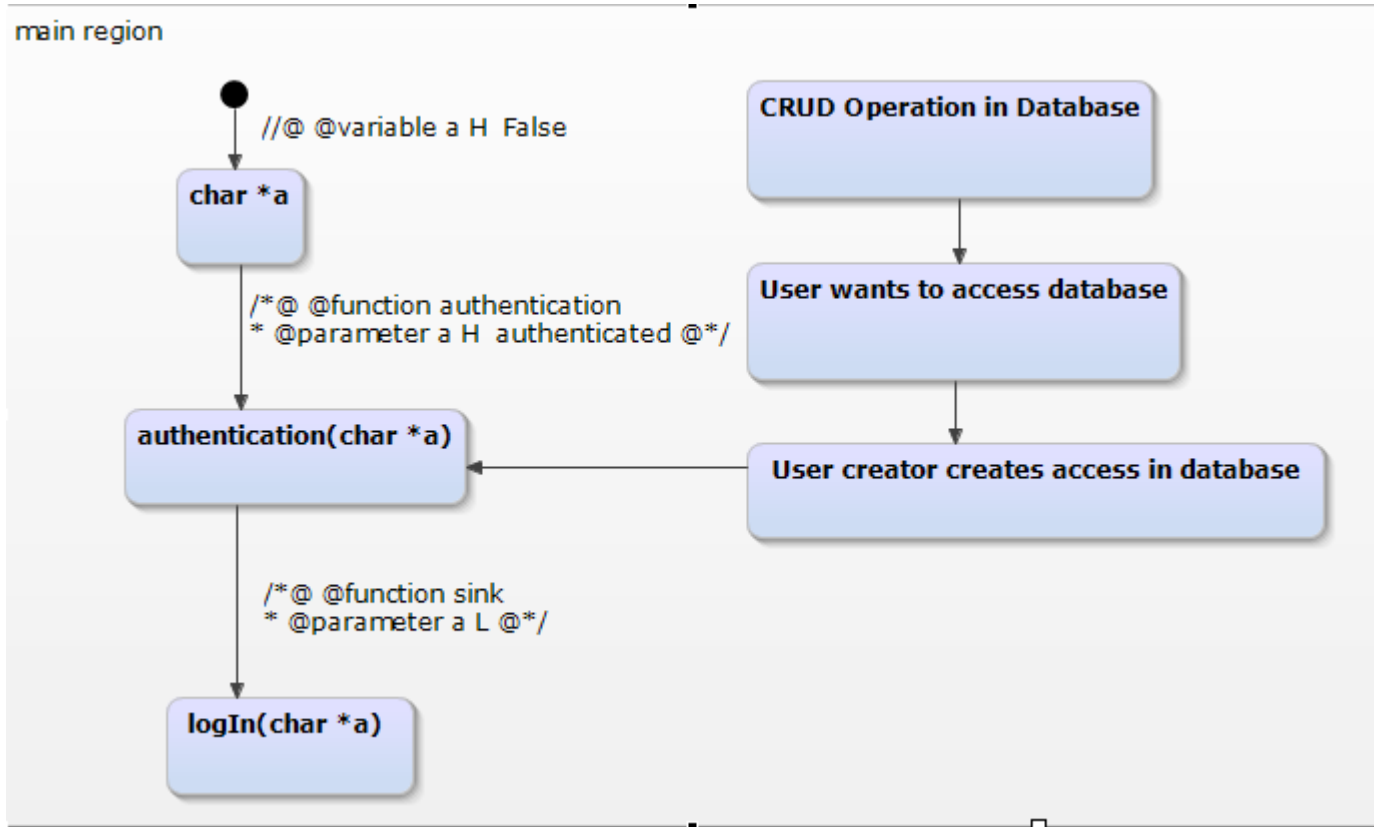 main region
//@ @variable a H  False
char *a
/*@ @function authentication
* @parameter a H  authenticated @*/
authentication(char *a)
/*@ @function sink
* @parameter a L @*/
logIn(char *a)
CRUD Operation in Database
User wants to access database
User creator creates access in database